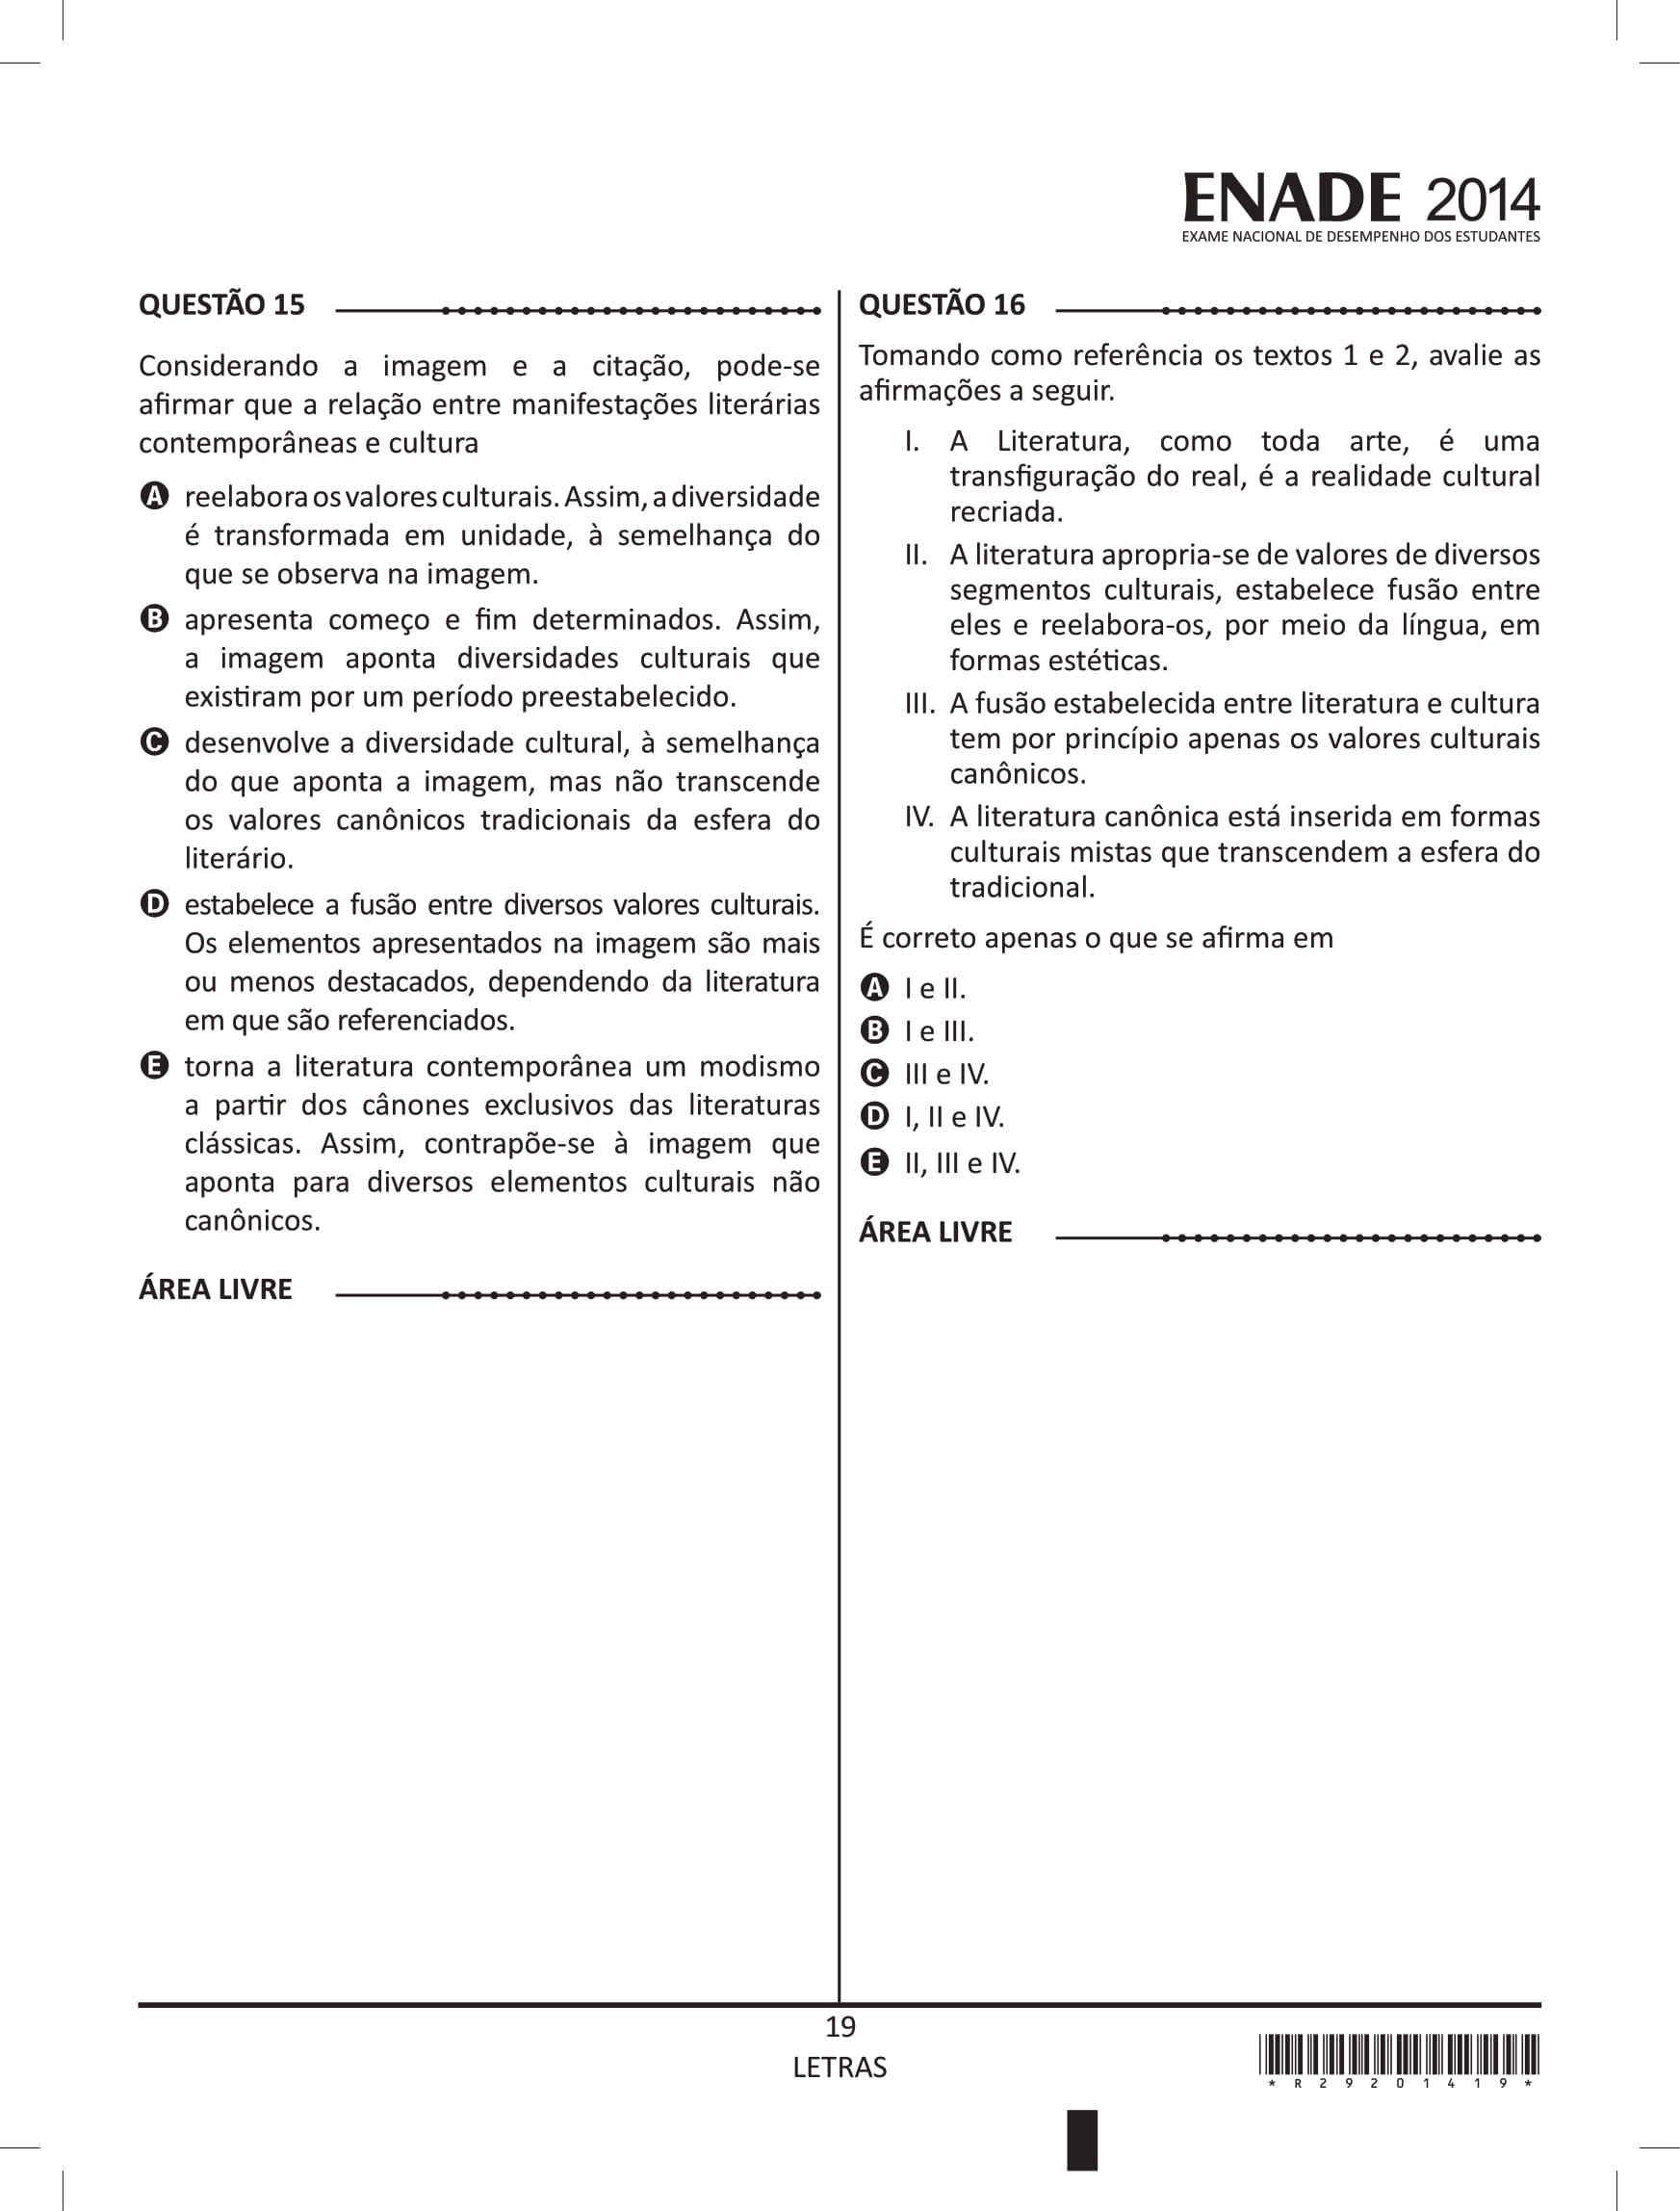 ENADE 2014
EXAME NACIONAL DE DESEMPENHO DOS ESTUDANTES
QUESTÃO 15
Considerando a imagem e a citação, pode-se
afirmar que a relação entre manifestações literárias
contemporâneas e cultura
A reelabora os valores culturais. Assim, a diversidade
é transformada em unidade, à semelhança do
que se observa na imagem.
B apresenta começo e fim determinados. Assim,
a imagem aponta diversidades culturais que
existiram por um período preestabelecido.
C desenvolve a diversidade cultural, à semelhança
do que aponta a imagem, mas não transcende
os valores canônicos tradicionais da esfera do
literário.
D estabelece a fusão entre diversos valores culturais.
Os elementos apresentados na imagem são mais
ou menos destacados, dependendo da literatura
em que são referenciados.
E torna a literatura contemporânea um modismo
a partir dos cânones exclusivos das literaturas
clássicas. Assim, contrapõe-se à imagem que
aponta para diversos elementos culturais não
canônicos.
ÁREA LIVRE
QUESTÃO 16
Tomando como referência os textos 1 e 2, avalie as
afirmações a seguir.
I. A Literatura, como toda arte, é uma
transfiguração do real, é a realidade cultural
recriada.
II. A literatura apropria-se de valores de diversos
segmentos culturais, estabelece fusão entre
eles e reelabora-os, por meio da língua, em
formas estéticas.
III. A fusão estabelecida entre literatura e cultura
tem por princípio apenas os valores culturais
canônicos.
IV. A literatura canônica está inserida em formas
culturais mistas que transcendem a esfera do
tradicional.
É correto apenas o que se afirma em
A I e II.
B I e III.
C III e IV.
D I, II e IV.
E II, III e IV.
ÁREA LIVRE
19
LETRAS
* R 2 9 2 0 1 4 1 9 *